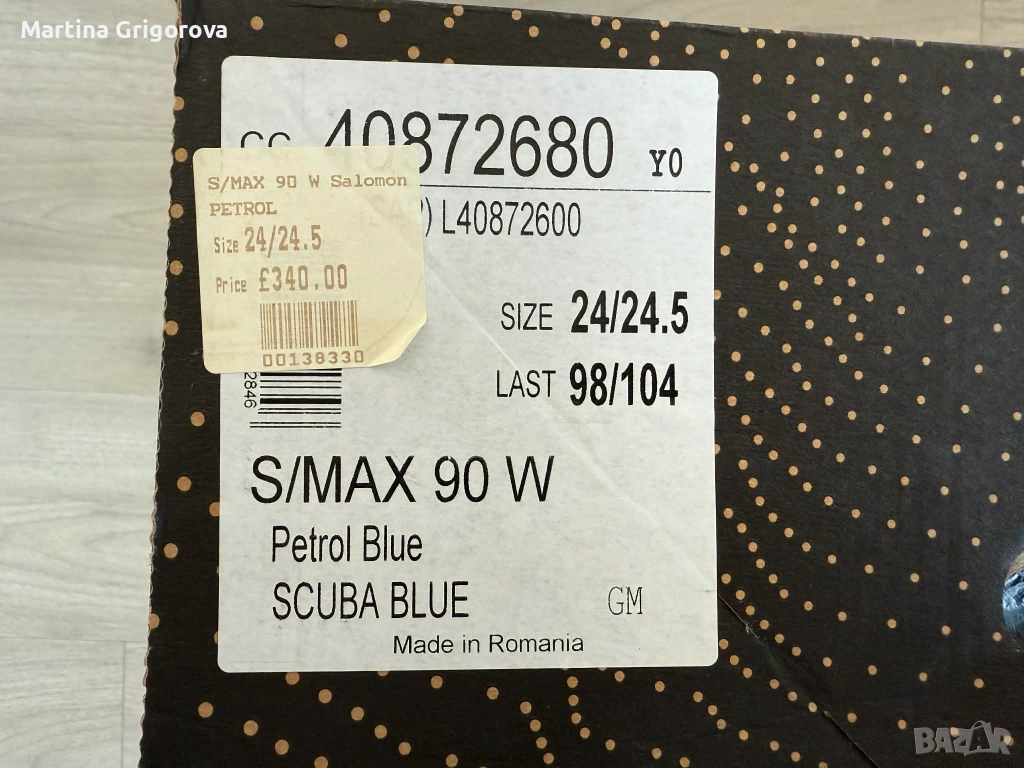 Martina Grigorova
40872680 YO
S/MAX 90 W Salomon
PETROL
Size 24/24.5
Price £340.00
00138330
L40872600
SIZE 24/24.5
LAST 98/104
2846
S/MAX 90 W
Petrol Blue
SCUBA BLUE
GM
Made in Romania
BAZAR